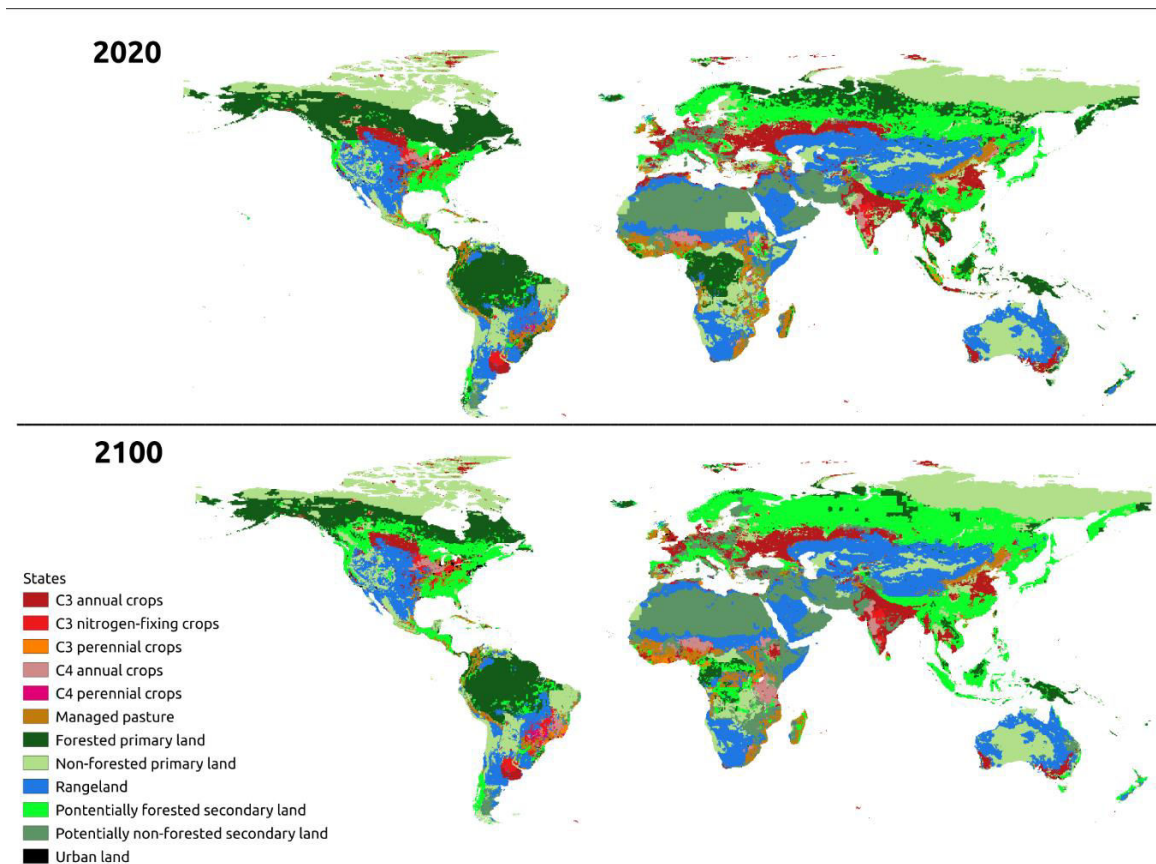 2020
2100
States
C3 annual crops
C3 nitrogen-fixing crops
C3 perennial crops
C4 annual crops
C4 perennial crops
Managed pasture
Forested primary land
Non-forested primary land
Rangeland
Pontentially forested secondary land
Potentially non-forested secondary land
Urban land